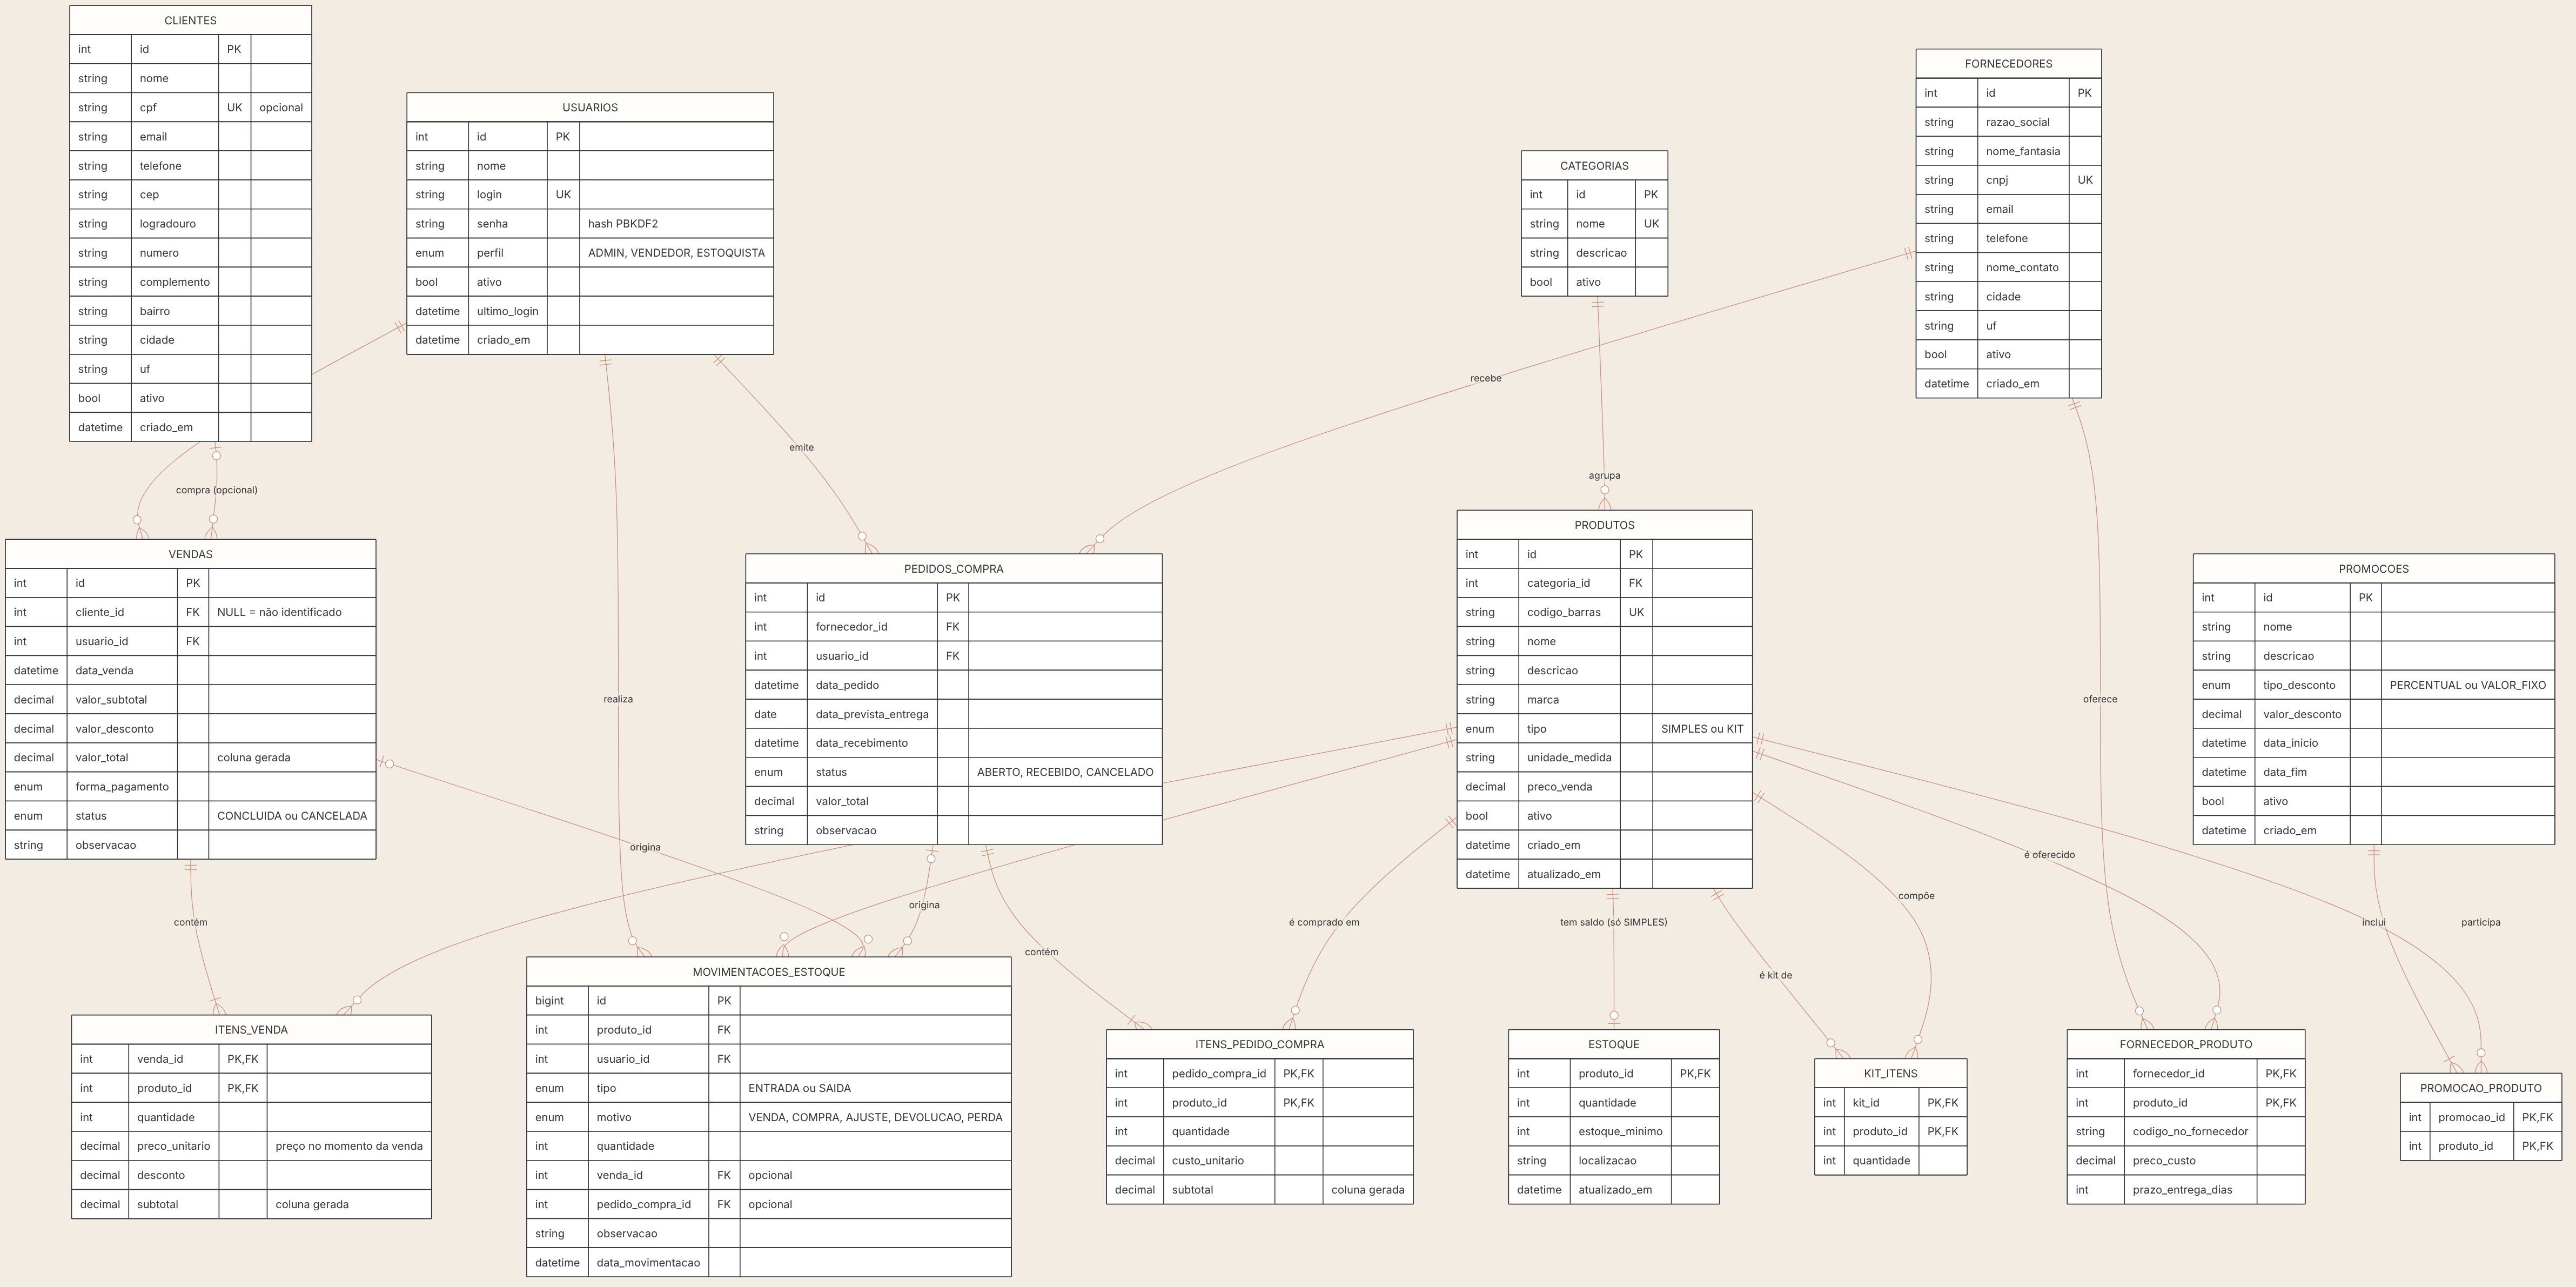 CLIENTES
int id PK
string nome
string cpf UK opcional
string email
string telefone
string cep
string logradouro
string numero
string complemento
string bairro
string cidade
string uf
bool ativo
datetime criado_em
USUARIOS
int id PK
string nome
string login UK
string senha hash PBKDF2
enum perfil ADMIN, VENDEDOR, ESTOQUISTA
bool ativo
datetime ultimo_login
datetime criado_em
CATEGORIAS
int id PK
string nome UK
string descricao
bool ativo
FORNECEDORES
int id PK
string razao_social
string nome_fantasia
string cnpj UK
string email
string telefone
string nome_contato
string cidade
string uf
bool ativo
datetime criado_em
recebe
emite
agrupa
compra (opcional)
VENDAS
int id PK
int cliente_id FK NULL = não identificado
int usuario_id FK
datetime data_venda
decimal valor_subtotal
decimal valor_desconto
decimal valor_total coluna gerada
enum forma_pagamento
enum status CONCLUIDA ou CANCELADA
string observacao
realiza
PEDIDOS_COMPRA
int id PK
int fornecedor_id FK
int usuario_id FK
datetime data_pedido
date data_prevista_entrega
datetime data_recebimento
enum status ABERTO, RECEBIDO, CANCELADO
decimal valor_total
string observacao
PRODUTOS
int id PK
int categoria_id FK
string codigo_barras UK
string nome
string descricao
string marca
enum tipo SIMPLES ou KIT
string unidade_medida
decimal preco_venda
bool ativo
datetime criado_em
datetime atualizado_em
oferece
PROMOCOES
int id PK
string nome
string descricao
enum tipo_desconto PERCENTUAL ou VALOR_FIXO
decimal valor_desconto
datetime data_inicio
datetime data_fim
bool ativo
datetime criado_em
origina
é oferecido
compõe
origina
contém
é comprado em
tem saldo (só SIMPLES)
inclui
participa
contém
é kit de
ITENS_VENDA
int venda_id PK,FK
int produto_id PK,FK
int quantidade
decimal preco_unitario preço no momento da venda
decimal desconto
decimal subtotal coluna gerada
MOVIMENTACOES_ESTOQUE
bigint id PK
int produto_id FK
int usuario_id FK
enum tipo ENTRADA ou SAIDA
enum motivo VENDA, COMPRA, AJUSTE, DEVOLUCAO, PERDA
int quantidade
int venda_id FK opcional
int pedido_compra_id FK opcional
string observacao
datetime data_movimentacao
ITENS_PEDIDO_COMPRA
int pedido_compra_id PK,FK
int produto_id PK,FK
int quantidade
decimal custo_unitario
decimal subtotal coluna gerada
ESTOQUE
int produto_id PK,FK
int quantidade
int estoque_minimo
string localizacao
datetime atualizado_em
KIT_ITENS
int kit_id PK,FK
int produto_id PK,FK
int quantidade
FORNECEDOR_PRODUTO
int fornecedor_id PK,FK
int produto_id PK,FK
string codigo_no_fornecedor
decimal preco_custo
int prazo_entrega_dias
PROMOCAO_PRODUTO
int promocao_id PK,FK
int produto_id PK,FK